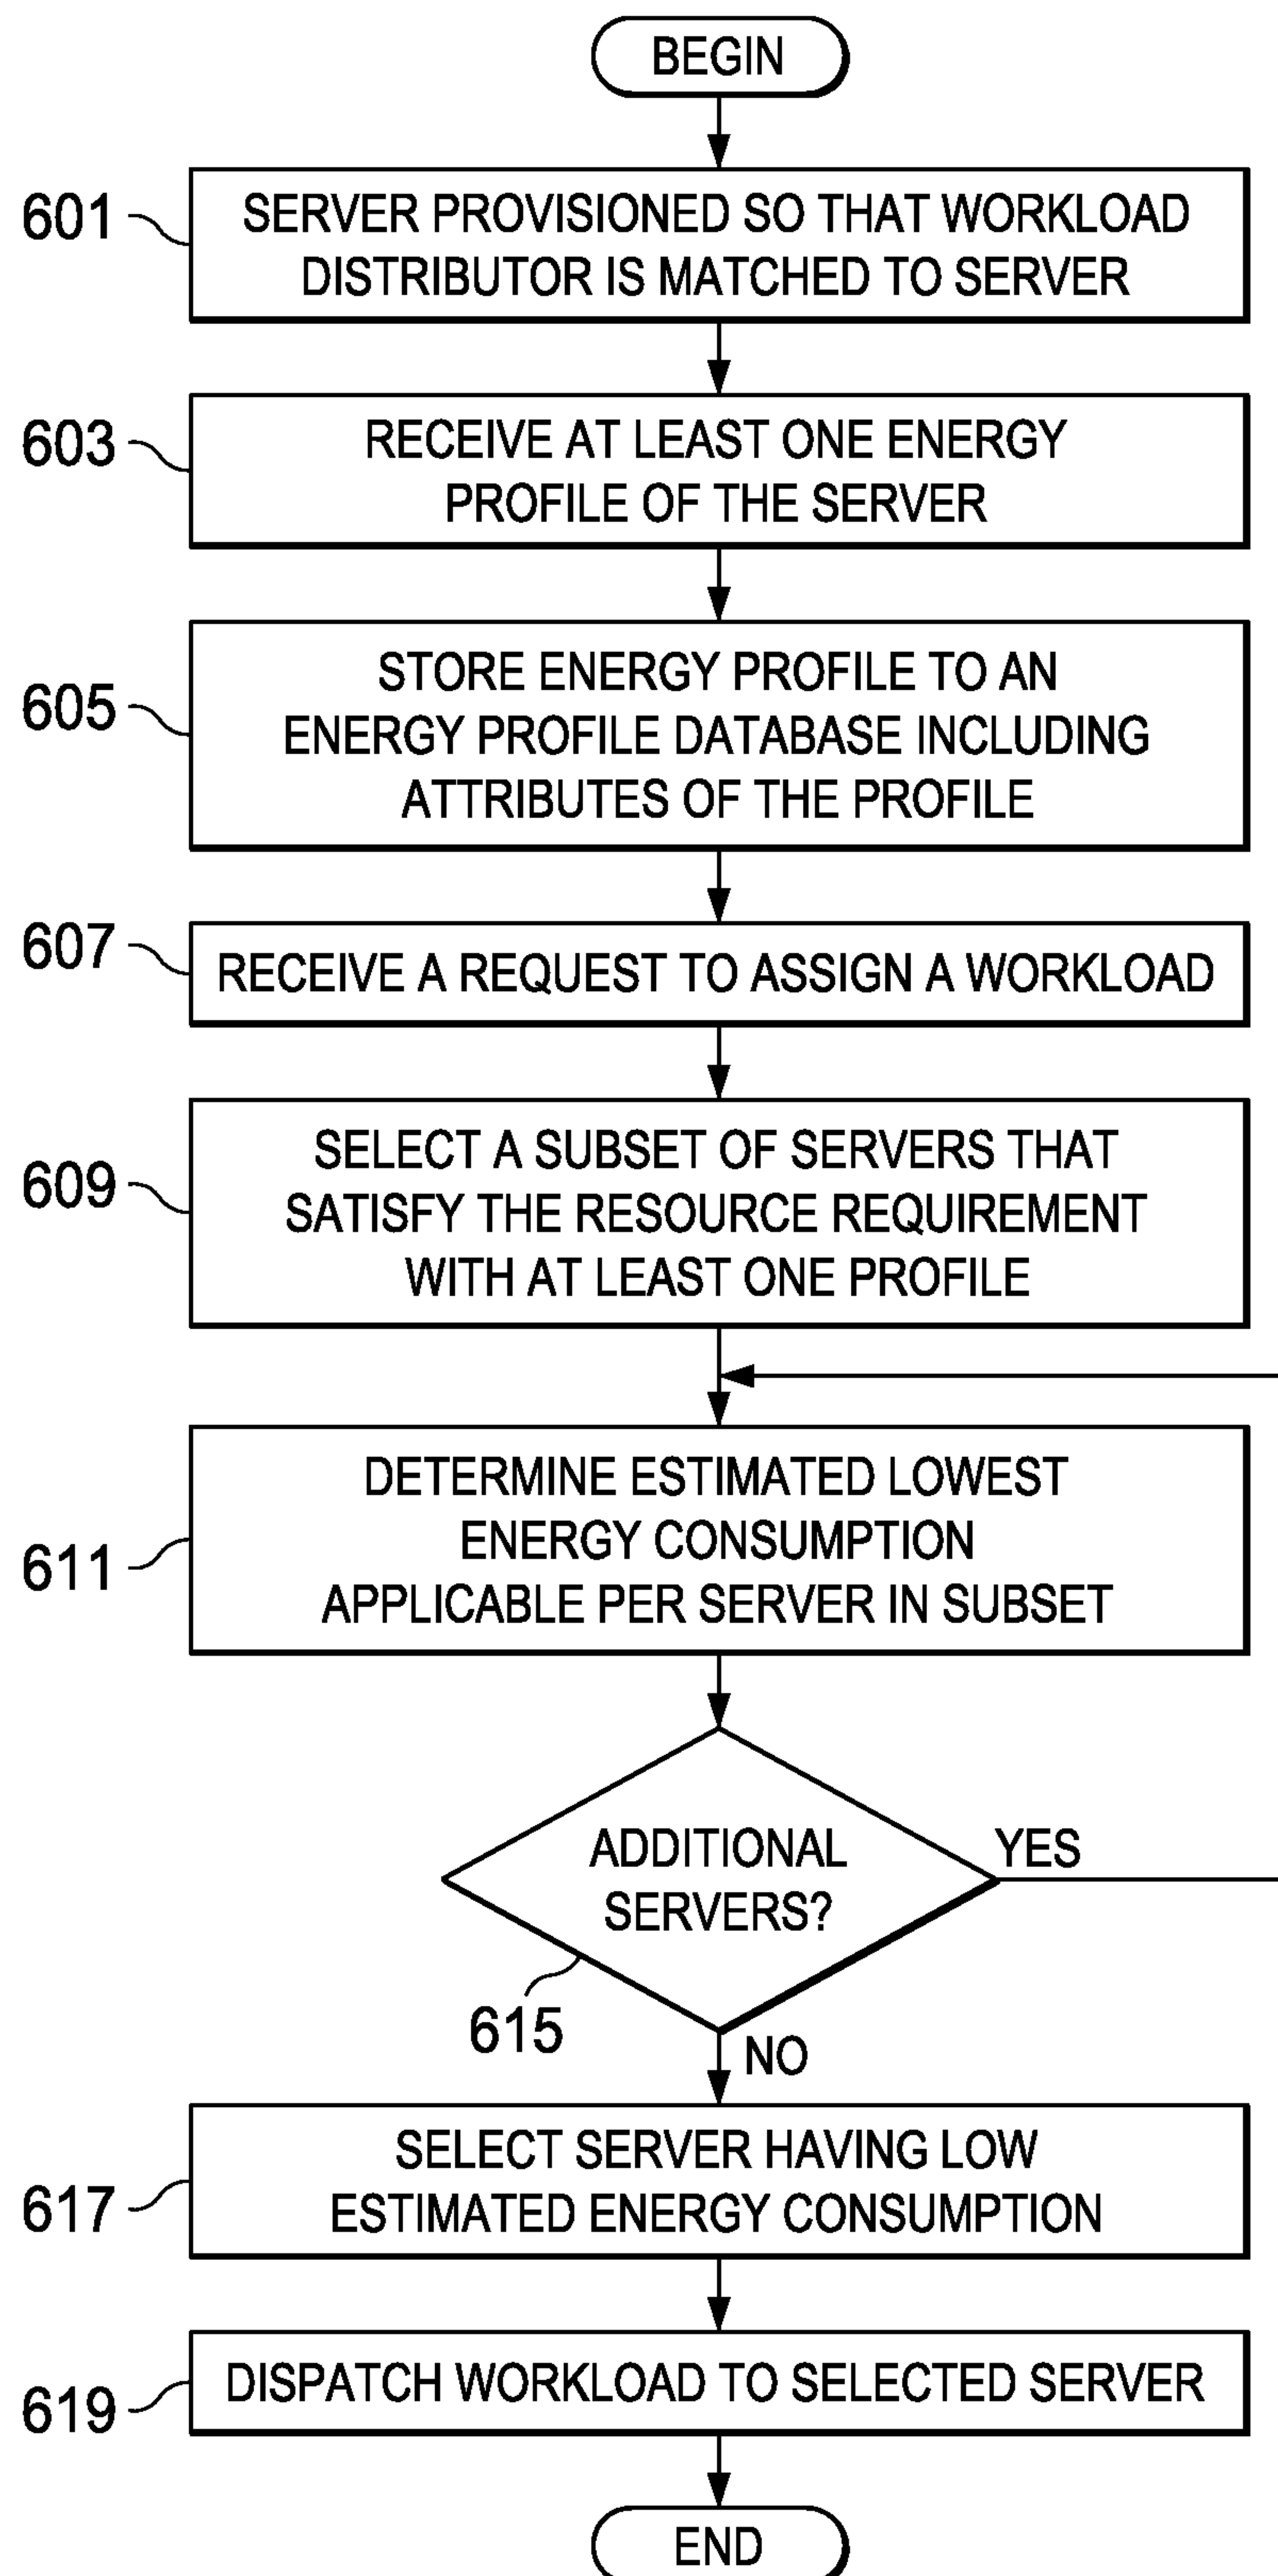 BEGIN
601
SERVER PROVISIONED SO THAT WORKLOAD
DISTRIBUTOR IS MATCHED TO SERVER
603
RECEIVE AT LEAST ONE ENERGY
PROFILE OF THE SERVER
605
STORE ENERGY PROFILE TO AN
ENERGY PROFILE DATABASE INCLUDING
ATTRIBUTES OF THE PROFILE
607
RECEIVE A REQUEST TO ASSIGN A WORKLOAD
609
SELECT A SUBSET OF SERVERS THAT
SATISFY THE RESOURCE REQUIREMENT
WITH AT LEAST ONE PROFILE
611
DETERMINE ESTIMATED LOWEST
ENERGY CONSUMPTION
APPLICABLE PER SERVER IN SUBSET
ADDITIONAL
SERVERS?
YES
615
NO
617
SELECT SERVER HAVING LOW
ESTIMATED ENERGY CONSUMPTION
619
DISPATCH WORKLOAD TO SELECTED SERVER
END